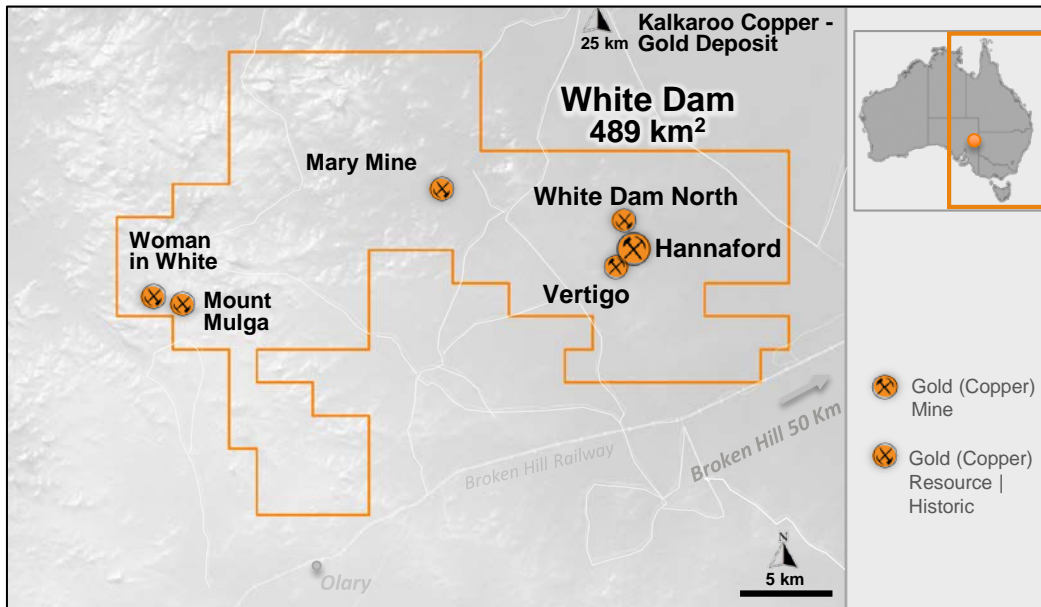 Kalkaroo Copper -
Gold Deposit
25 km
White Dam
489 km²
Mary Mine
White Dam North
Woman
in White
Hannaford
Vertigo
Mount
Mulga
Gold (Copper)
Mine
Broken Hill 50 Km
Broken Hill Railway
Gold (Copper)
Resource |
Historic
N
Olary
5 km